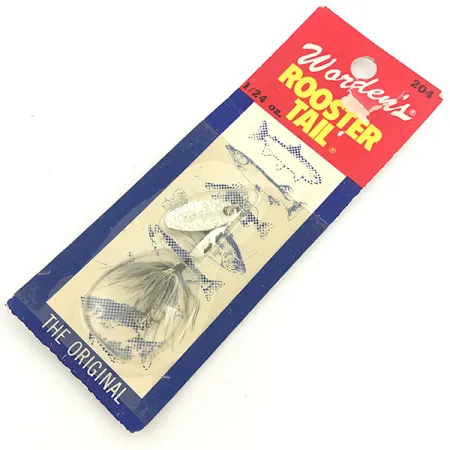 204
Worden's®
ROOSTER
TAIL®
1/24 oz.
THE ORIGINAL